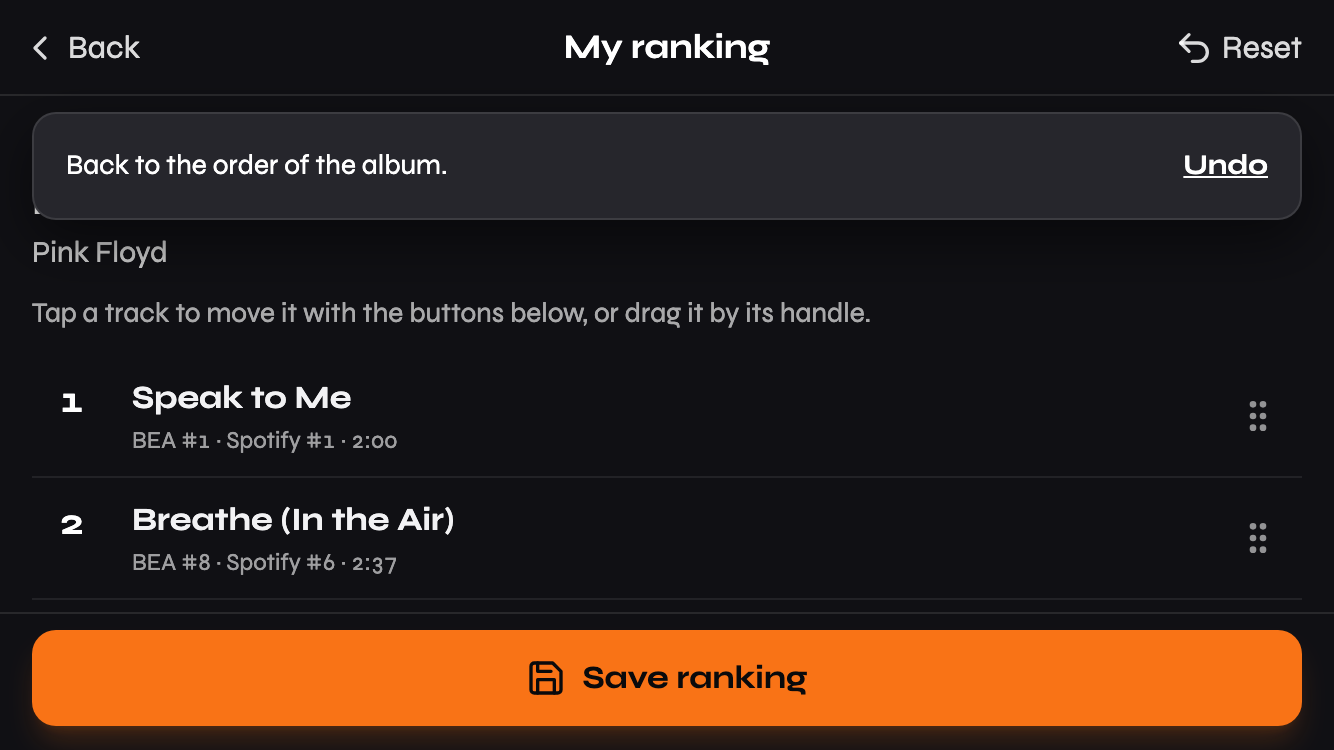 Back
My ranking
Reset
Back to the order of the album.
Undo
Pink Floyd
Tap a track to move it with the buttons below, or drag it by its handle.
1
Speak to Me
BEA #1 · Spotify #1 · 2:00
2
Breathe (In the Air)
BEA #8 · Spotify #6 · 2:37
Save ranking